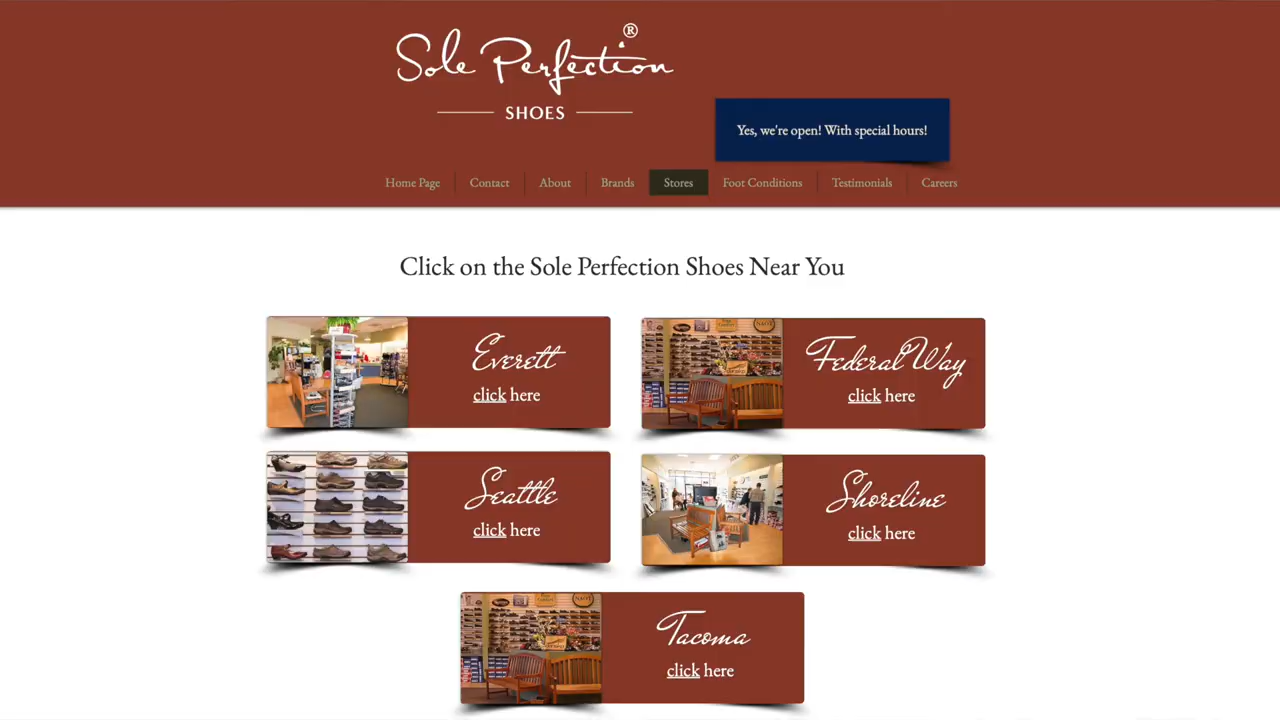 Sole Perfection®
SHOES
Yes, we're open! With special hours!
Home Page
Contact
About
Brands
Stores
Foot Conditions
Testimonials
Careers
Click on the Sole Perfection Shoes Near You
Everett
click here
Federal Way
click here
Seattle
click here
Shoreline
click here
Tacoma
click here